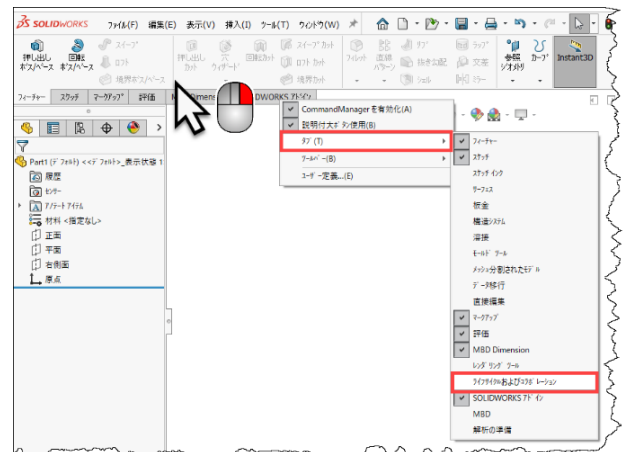 SOLIDWORKS ﾌｧｲﾙ(F) 編集(E) 表示(V) 挿入(I) ﾂｰﾙ(T) ｳｨﾝﾄﾞｳ(W)
押し出し ﾎﾞｽ/ﾍﾞｰｽ
回転 ﾎﾞｽ/ﾍﾞｰｽ
ｽｲｰﾌﾟ
ﾛﾌﾄ
境界ﾎﾞｽ/ﾍﾞｰｽ
押し出し ｶｯﾄ
穴 ｳｨｻﾞｰﾄﾞ
回転ｶｯﾄ
ｽｲｰﾌﾟ ｶｯﾄ
ﾛﾌﾄ ｶｯﾄ
境界ｶｯﾄ
ﾌｨﾚｯﾄ
直線 ﾊﾟﾀｰﾝ
ﾘﾌﾞ
抜き勾配
ｼｪﾙ
ﾗｯﾌﾟ
交差
ﾐﾗｰ
参照 ｼﾞｵﾒﾄﾘ
ｶｰﾌﾞ
Instant3D
ﾌｨｰﾁｬｰ ｽｹｯﾁ ﾏｰｸｱｯﾌﾟ 評価
CommandManager を有効化(A)
説明付大ﾎﾞﾀﾝ使用(B)
ﾀﾌﾞ(T)
ﾂｰﾙﾊﾞｰ(B)
ﾕｰｻﾞｰ定義...(E)
Part1 (ﾃﾞﾌｫﾙﾄ) <<ﾃﾞﾌｫﾙﾄ>_表示状態 1
履歴
ｾﾝｻｰ
ｱﾉﾃｰﾄ ｱｲﾃﾑ
材料 <指定なし>
正面
平面
右側面
原点
ﾌｨｰﾁｬｰ
ｽｹｯﾁ
ｽｹｯﾁ ｲﾝｸ
ｻｰﾌｪｽ
板金
構造ｼｽﾃﾑ
溶接
ﾓｰﾙﾄﾞ ﾂｰﾙ
ﾒｯｼｭ分割されたﾓﾃﾞﾙ
ﾃﾞｰﾀ移行
直接編集
ﾏｰｸｱｯﾌﾟ
評価
MBD Dimension
ﾚﾝﾀﾞﾘﾝｸﾞ ﾂｰﾙ
ﾗｲﾌｻｲｸﾙおよびｺﾗﾎﾞﾚｰｼｮﾝ
SOLIDWORKS ｱﾄﾞｲﾝ
MBD
解析の準備